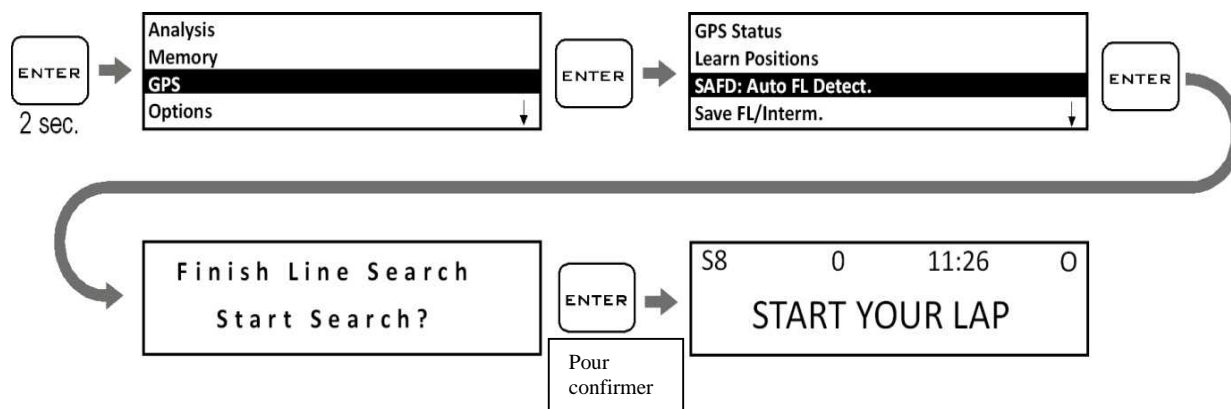 ENTER
2 sec.
Analysis
Memory
GPS
Options
ENTER
GPS Status
Learn Positions
SAFD: Auto FL Detect.
Save FL/Interm.
ENTER
Finish Line Search
Start Search?
ENTER
Pour
confirmer
S8 0 11:26 O
START YOUR LAP